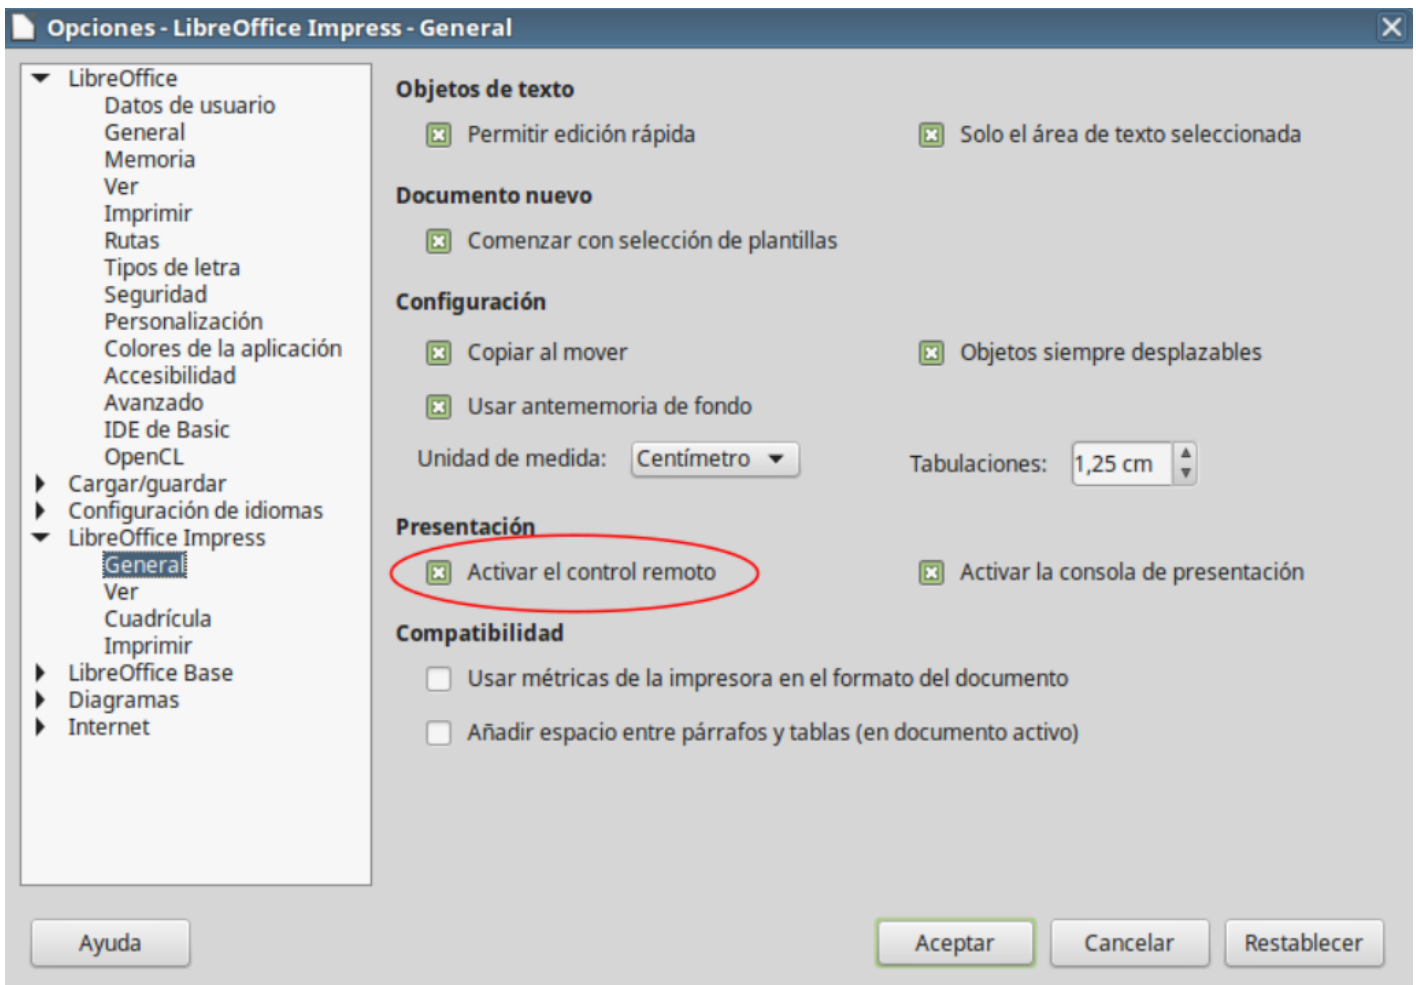 Opciones - LibreOffice Impress - General
LibreOffice
Datos de usuario
General
Memoria
Ver
Imprimir
Rutas
Tipos de letra
Seguridad
Personalización
Colores de la aplicación
Accesibilidad
Avanzado
IDE de Basic
OpenCL
Cargar/guardar
Configuración de idiomas
LibreOffice Impress
General
Ver
Cuadrícula
Imprimir
LibreOffice Base
Diagramas
Internet
Objetos de texto
Permitir edición rápida
Solo el área de texto seleccionada
Documento nuevo
Comenzar con selección de plantillas
Configuración
Copiar al mover
Objetos siempre desplazables
Usar antememoria de fondo
Unidad de medida: Centímetro
Tabulaciones: 1,25 cm
Presentación
Activar el control remoto
Activar la consola de presentación
Compatibilidad
Usar métricas de la impresora en el formato del documento
Añadir espacio entre párrafos y tablas (en documento activo)
Ayuda
Aceptar
Cancelar
Restablecer